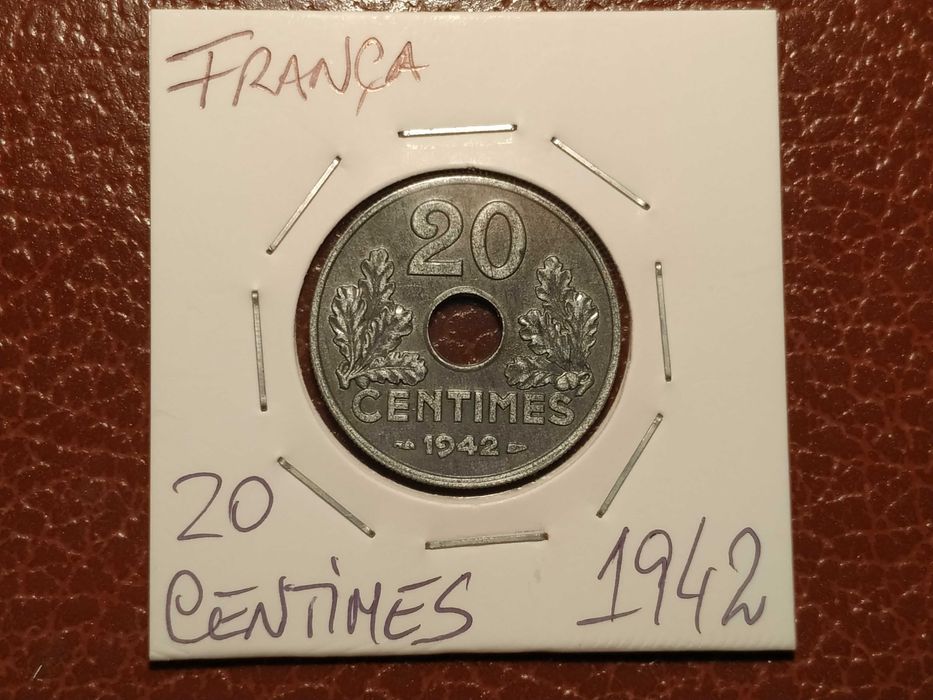 FRANÇA
20
CENTIMES
1942
20
CENTIMES 1942